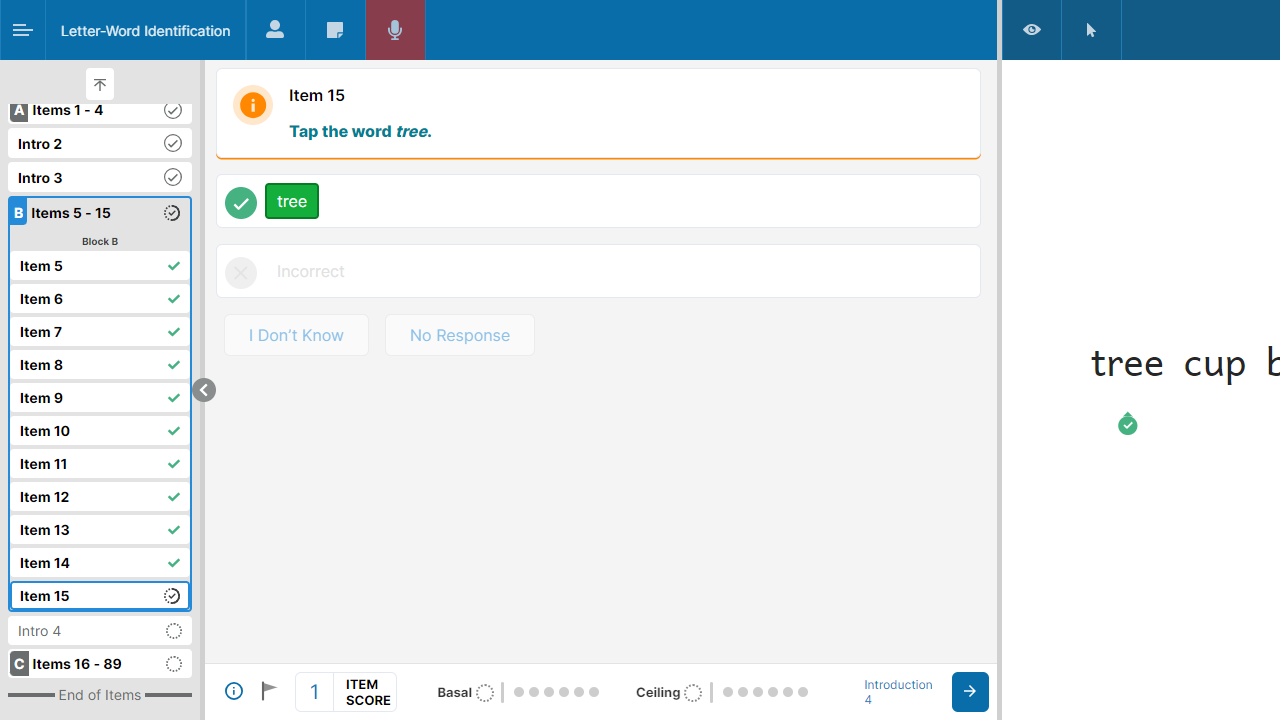 Letter-Word Identification
A Items 1 - 4
Intro 2
Intro 3
B Items 5 - 15
Block B
Item 5
Item 6
Item 7
Item 8
Item 9
Item 10
Item 11
Item 12
Item 13
Item 14
Item 15
Intro 4
C Items 16 - 89
End of Items
Item 15
Tap the word tree.
tree
Incorrect
I Don’t Know
No Response
1
ITEM
SCORE
Basal
Ceiling
Introduction
4
tree cup b